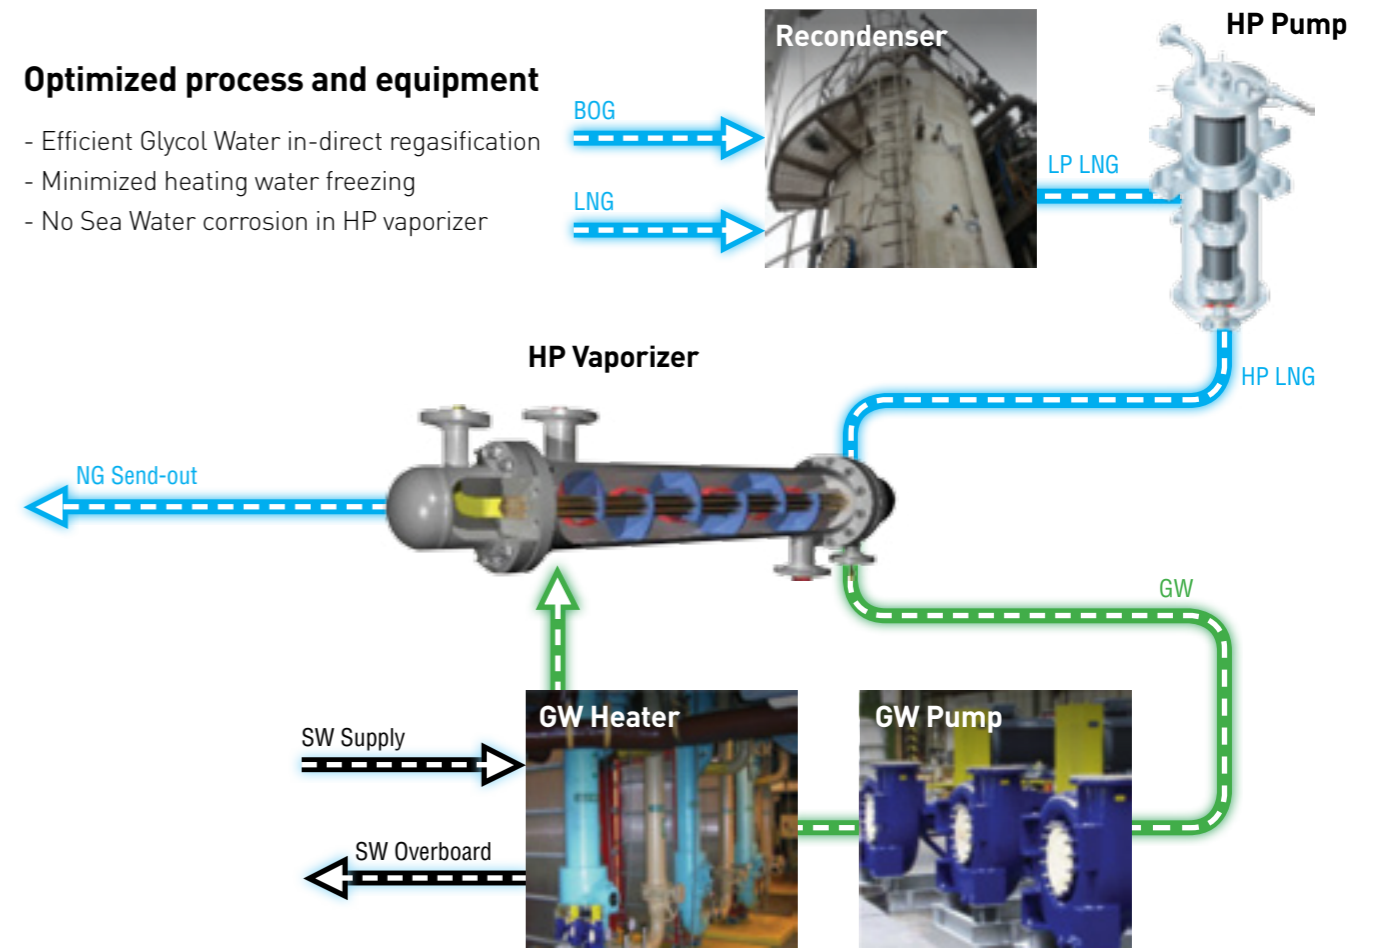 Optimized process and equipment
- Efficient Glycol Water in-direct regasification
- Minimized heating water freezing
- No Sea Water corrosion in HP vaporizer
BOG
LNG
Recondenser
HP Pump
LP LNG
HP LNG
HP Vaporizer
NG Send-out
GW
GW Heater
GW Pump
SW Supply
SW Overboard